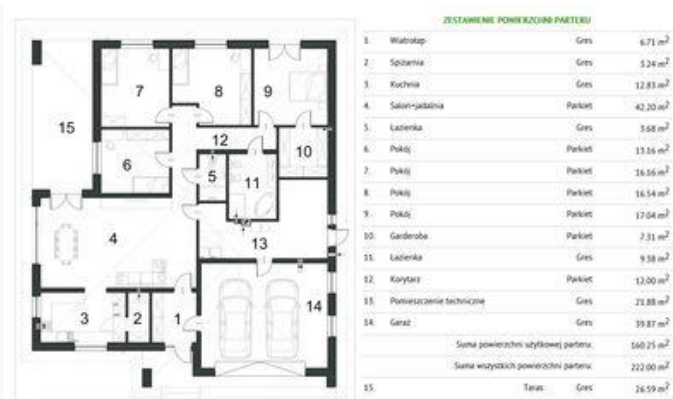 ZESTAWIENIE POWIERZCHNI PARTERU
1. Wiatrołap Gres 6.71 m²
2. Spiżarnia Gres 3.24 m²
3. Kuchnia Gres 12.83 m²
4. Salon+jadalnia Parkiet 42.20 m²
5. Łazienka Gres 3.68 m²
6. Pokój Parkiet 13.16 m²
7. Pokój Parkiet 16.16 m²
8. Pokój Parkiet 16.54 m²
9. Pokój Parkiet 17.04 m²
10. Garderoba Parkiet 7.31 m²
11. Łazienka Gres 9.38 m²
12. Korytarz Parkiet 12.00 m²
13. Pomieszczenie techniczne Gres 21.88 m²
14. Garaż Gres 39.87 m²
Suma powierzchni użytkowej parteru: 160.25 m²
Suma wszystkich powierzchni parteru: 222.00 m²
15. Taras Gres 26.59 m²
7 8 9
15
12
6 5 10
11
4 13
14
3 2 1